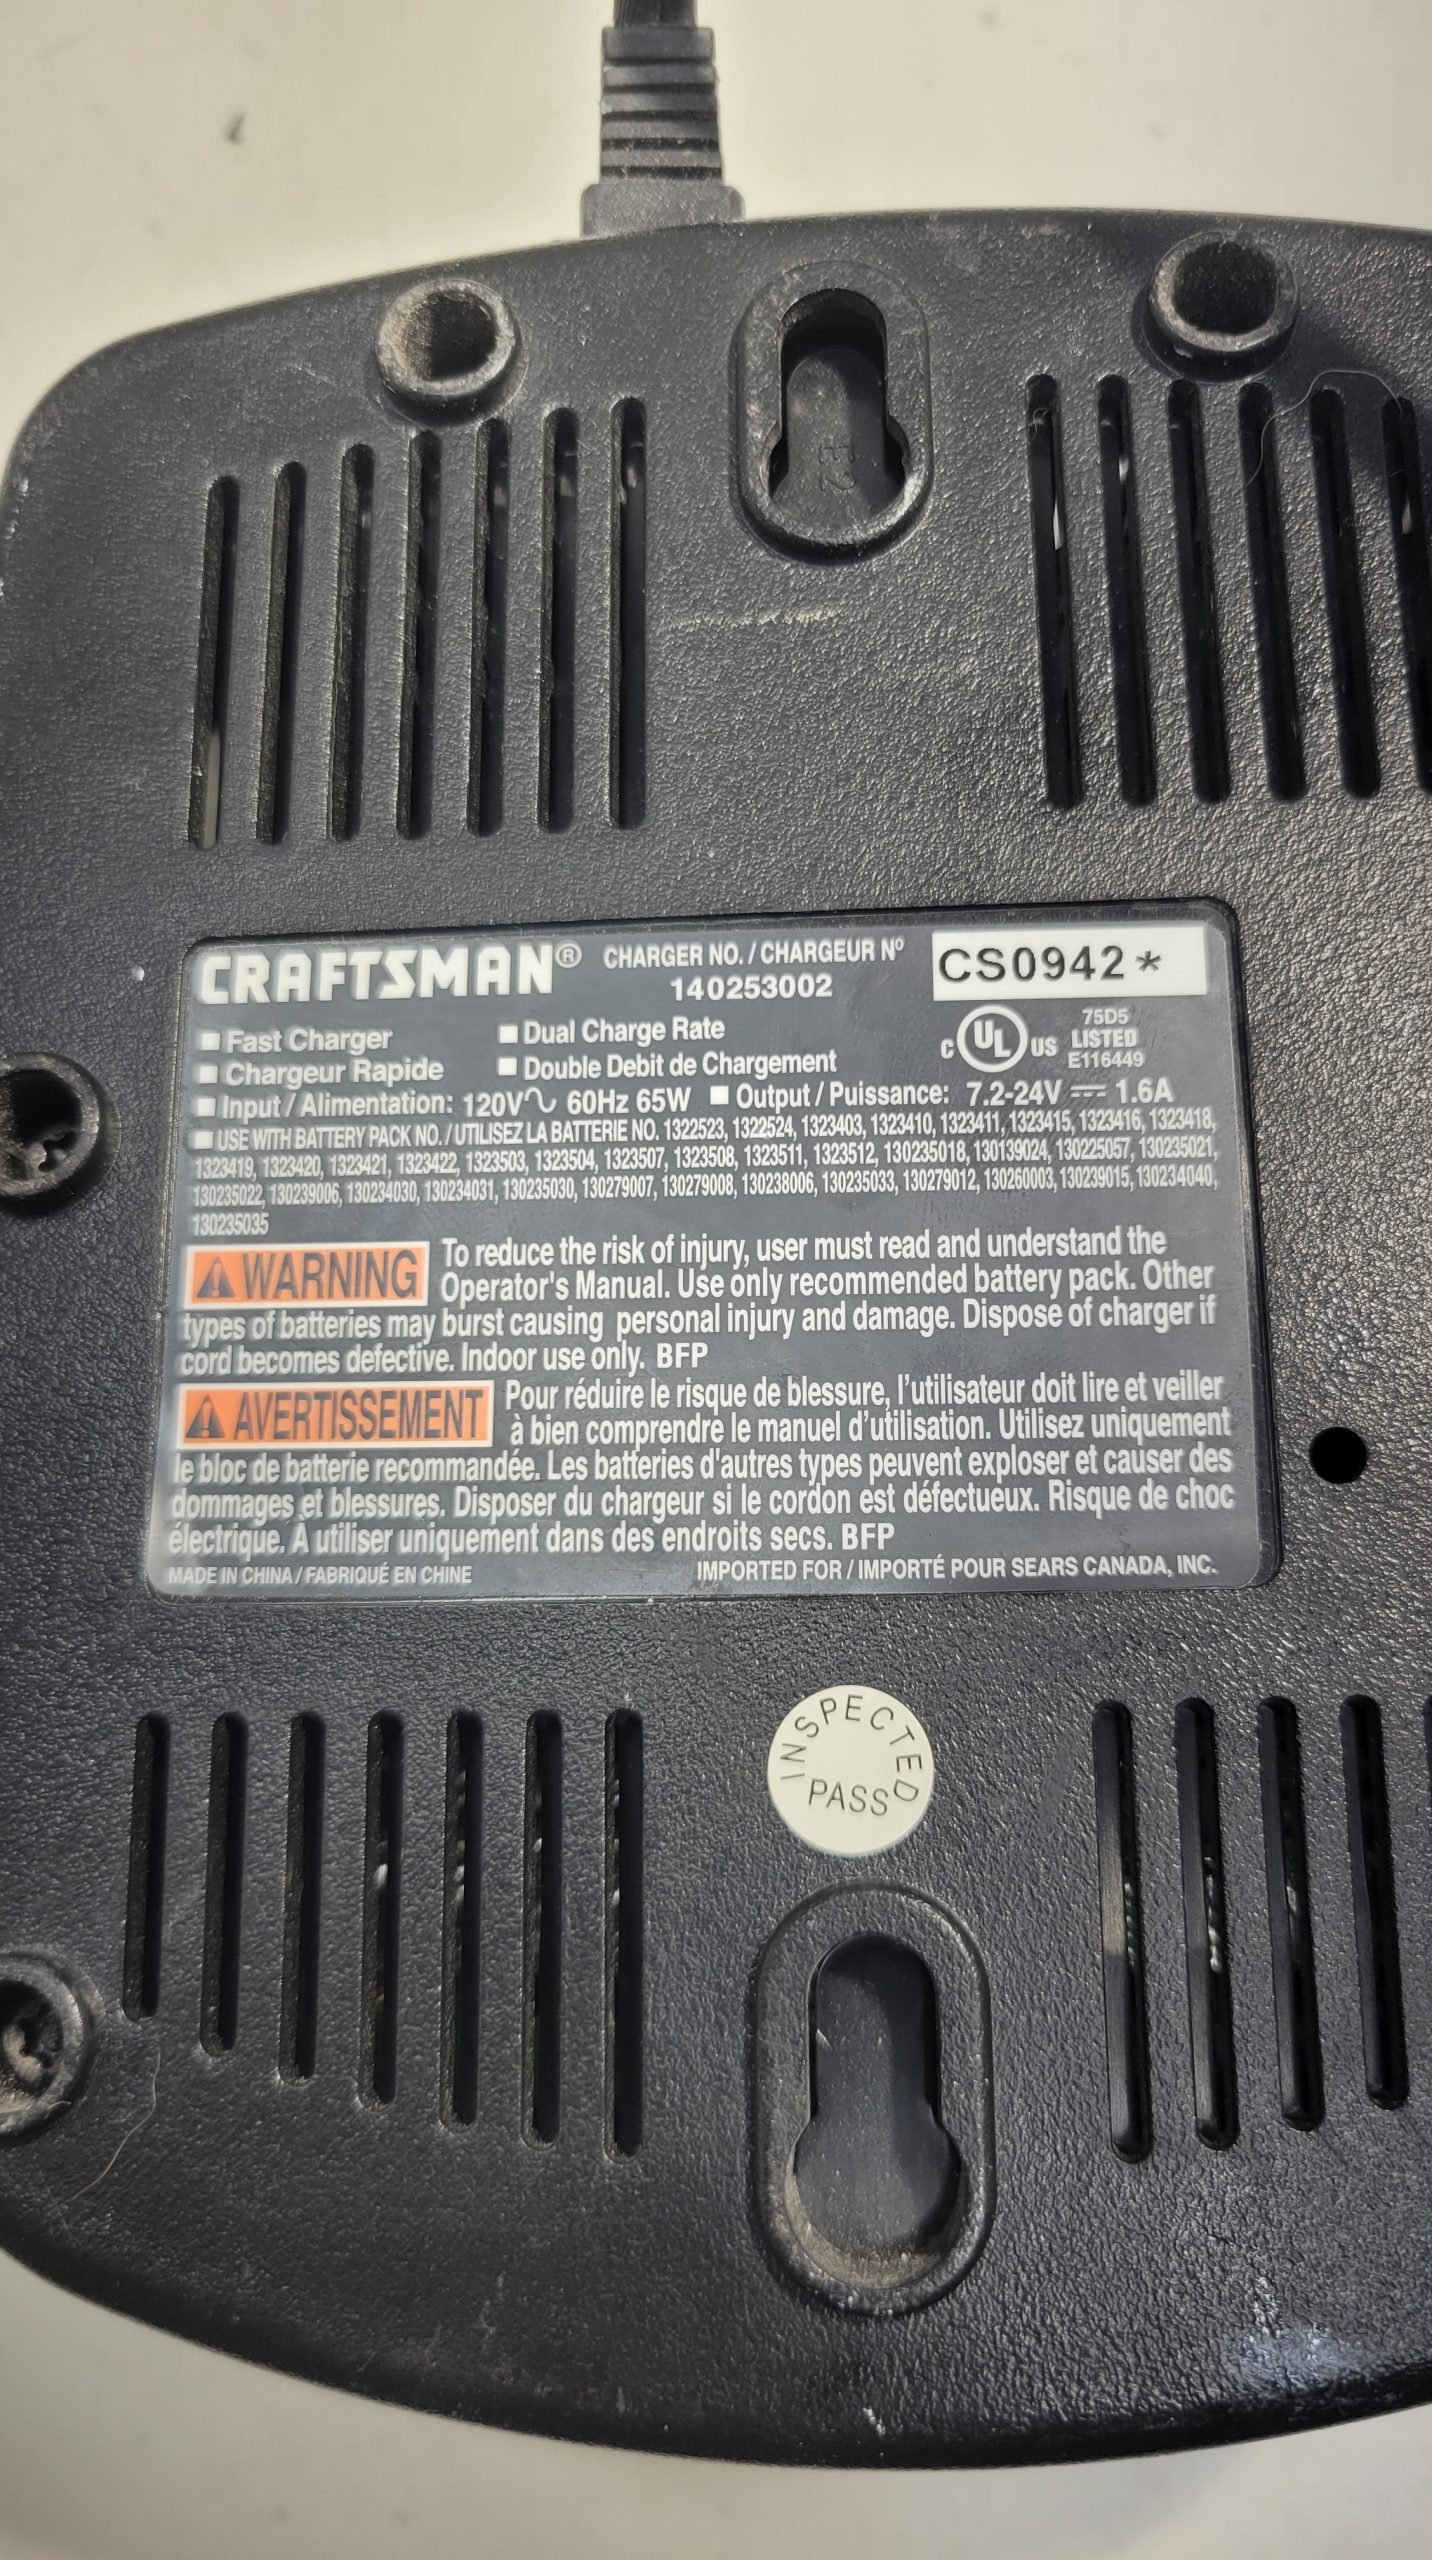 E2
CRAFTSMAN® CHARGER NO. / CHARGEUR Nº CS0942*
140253002
■ Fast Charger ■ Dual Charge Rate
■ Chargeur Rapide ■ Double Debit de Chargement
C UL US 75D5 LISTED E116449
■ Input / Alimentation: 120V∿ 60Hz 65W ■ Output / Puissance: 7.2-24V ⎓ 1.6A
■ USE WITH BATTERY PACK NO. / UTILISEZ LA BATTERIE NO. 1322523, 1322524, 1323403, 1323410, 1323411, 1323415, 1323416, 1323418,
1323419, 1323420, 1323421, 1323422, 1323503, 1323504, 1323507, 1323508, 1323511, 1323512, 130235018, 130139024, 130225057, 130235021,
130235022, 130239006, 130234030, 130234031, 130235030, 130279007, 130279008, 130238006, 130235033, 130279012, 130260003, 130239015, 130234040,
130235035
⚠WARNING To reduce the risk of injury, user must read and understand the
Operator's Manual. Use only recommended battery pack. Other
types of batteries may burst causing personal injury and damage. Dispose of charger if
cord becomes defective. Indoor use only. BFP
⚠AVERTISSEMENT Pour réduire le risque de blessure, l'utilisateur doit lire et veiller
à bien comprendre le manuel d'utilisation. Utilisez uniquement
le bloc de batterie recommandée. Les batteries d'autres types peuvent exploser et causer des
dommages et blessures. Disposer du chargeur si le cordon est défectueux. Risque de choc
électrique. À utiliser uniquement dans des endroits secs. BFP
MADE IN CHINA / FABRIQUÉ EN CHINE IMPORTED FOR / IMPORTÉ POUR SEARS CANADA, INC.
INSPECTED
PASS